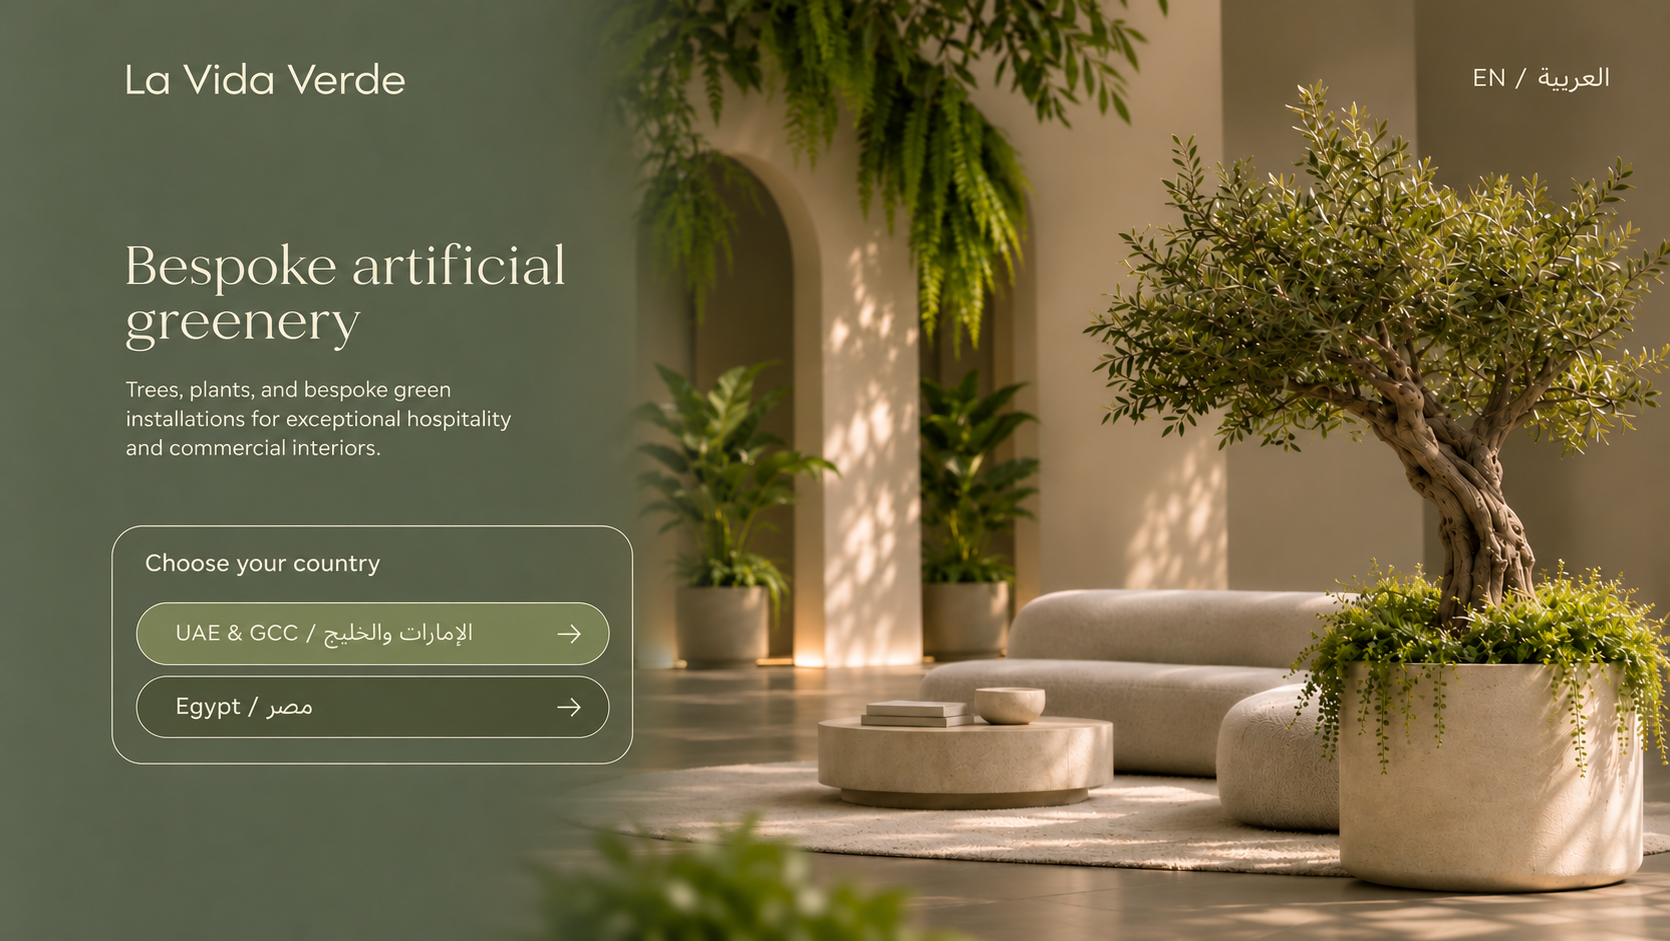 La Vida Verde
EN / العربية
Bespoke artificial
greenery
Trees, plants, and bespoke green
installations for exceptional hospitality
and commercial interiors.
Choose your country
UAE & GCC / الإمارات والخليج
Egypt / مصر